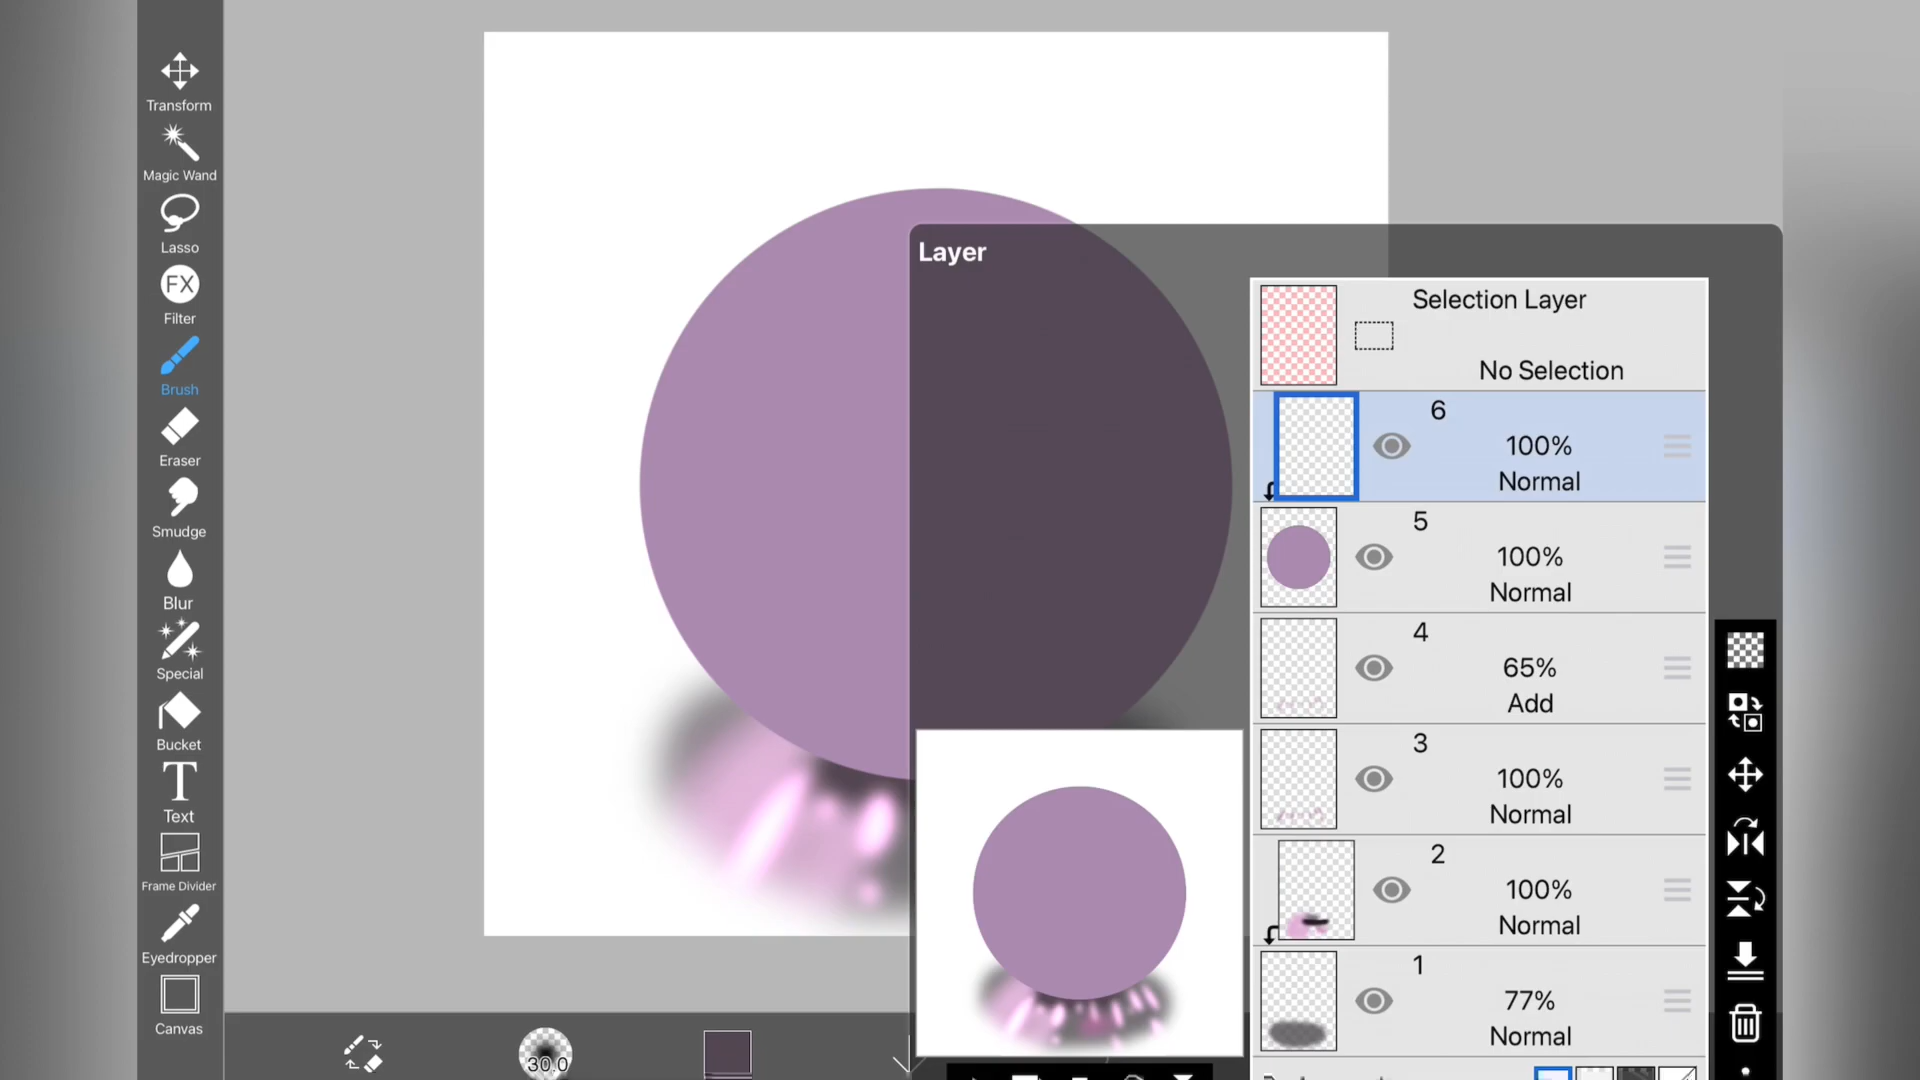 Transform
Magic Wand
Lasso
FX
Filter
Brush
Eraser
Smudge
Blur
Special
Bucket
T
Text
Frame Divider
Eyedropper
Canvas
30.0
Layer
Selection Layer
No Selection
6
100%
Normal
5
100%
Normal
4
65%
Add
3
100%
Normal
2
100%
Normal
1
77%
Normal